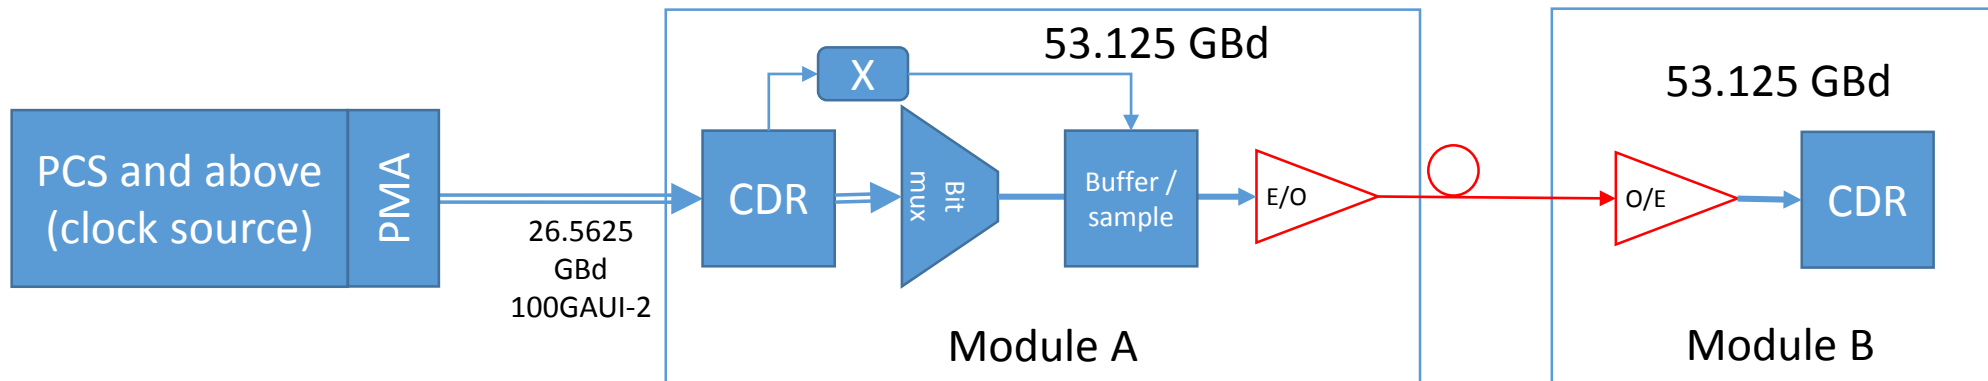 PCS and above
(clock source)
PMA
26.5625
GBd
100GAUI-2
CDR
X
Bit
mux
53.125 GBd
Buffer /
sample
E/O
Module A
O/E
53.125 GBd
CDR
Module B